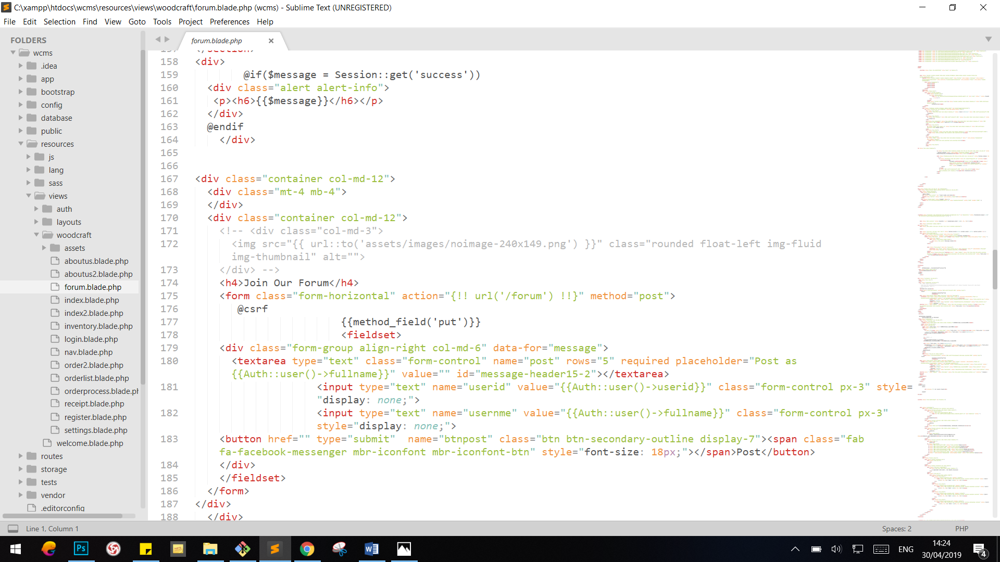 C:\xampp\htdocs\wcms\resources\views\woodcraft\forum.blade.php (wcms) - Sublime Text (UNREGISTERED)
File Edit Selection Find View Goto Tools Project Preferences Help
FOLDERS
wcms
.idea
app
bootstrap
config
database
public
resources
js
lang
sass
views
auth
layouts
woodcraft
assets
aboutus.blade.php
aboutus2.blade.php
forum.blade.php
index.blade.php
index2.blade.php
inventory.blade.php
login.blade.php
nav.blade.php
order2.blade.php
orderlist.blade.php
orderprocess.blade.ph
receipt.blade.php
register.blade.php
settings.blade.php
welcome.blade.php
routes
storage
tests
vendor
.editorconfig
forum.blade.php
157 </section>
158 <div>
159 @if($message = Session::get('success'))
160 <div class="alert alert-info">
161 <p><h6>{{$message}}</h6></p>
162 </div>
163 @endif
164 </div>
165
166
167 <div class="container col-md-12">
168 <div class="mt-4 mb-4">
169 </div>
170 <div class="container col-md-12">
171 <!-- <div class="col-md-3">
172 <img src="{{ url::to('assets/images/noimage-240x149.png') }}" class="rounded float-left img-fluid
img-thumbnail" alt="">
173 </div> -->
174 <h4>Join Our Forum</h4>
175 <form class="form-horizontal" action="{!! url('/forum') !!}" method="post">
176 @csrf
177 {{method_field('put')}}
178 <fieldset>
179 <div class="form-group align-right col-md-6" data-for="message">
180 <textarea type="text" class="form-control" name="post" rows="5" required placeholder="Post as
{{Auth::user()->fullname}}" value="" id="message-header15-2"></textarea>
181 <input type="text" name="userid" value="{{Auth::user()->userid}}" class="form-control px-3" style=
"display: none;">
182 <input type="text" name="usernme" value="{{Auth::user()->fullname}}" class="form-control px-3"
style="display: none;">
183 <button href="" type="submit"  name="btnpost" class="btn btn-secondary-outline display-7"><span class="fab
fa-facebook-messenger mbr-iconfont mbr-iconfont-btn" style="font-size: 18px;"></span>Post</button>
184 </div>
185 </fieldset>
186 </form>
187 </div>
188 </div>
Line 1, Column 1
Spaces: 2
PHP
Ps
ENG
14:24
30/04/2019
4